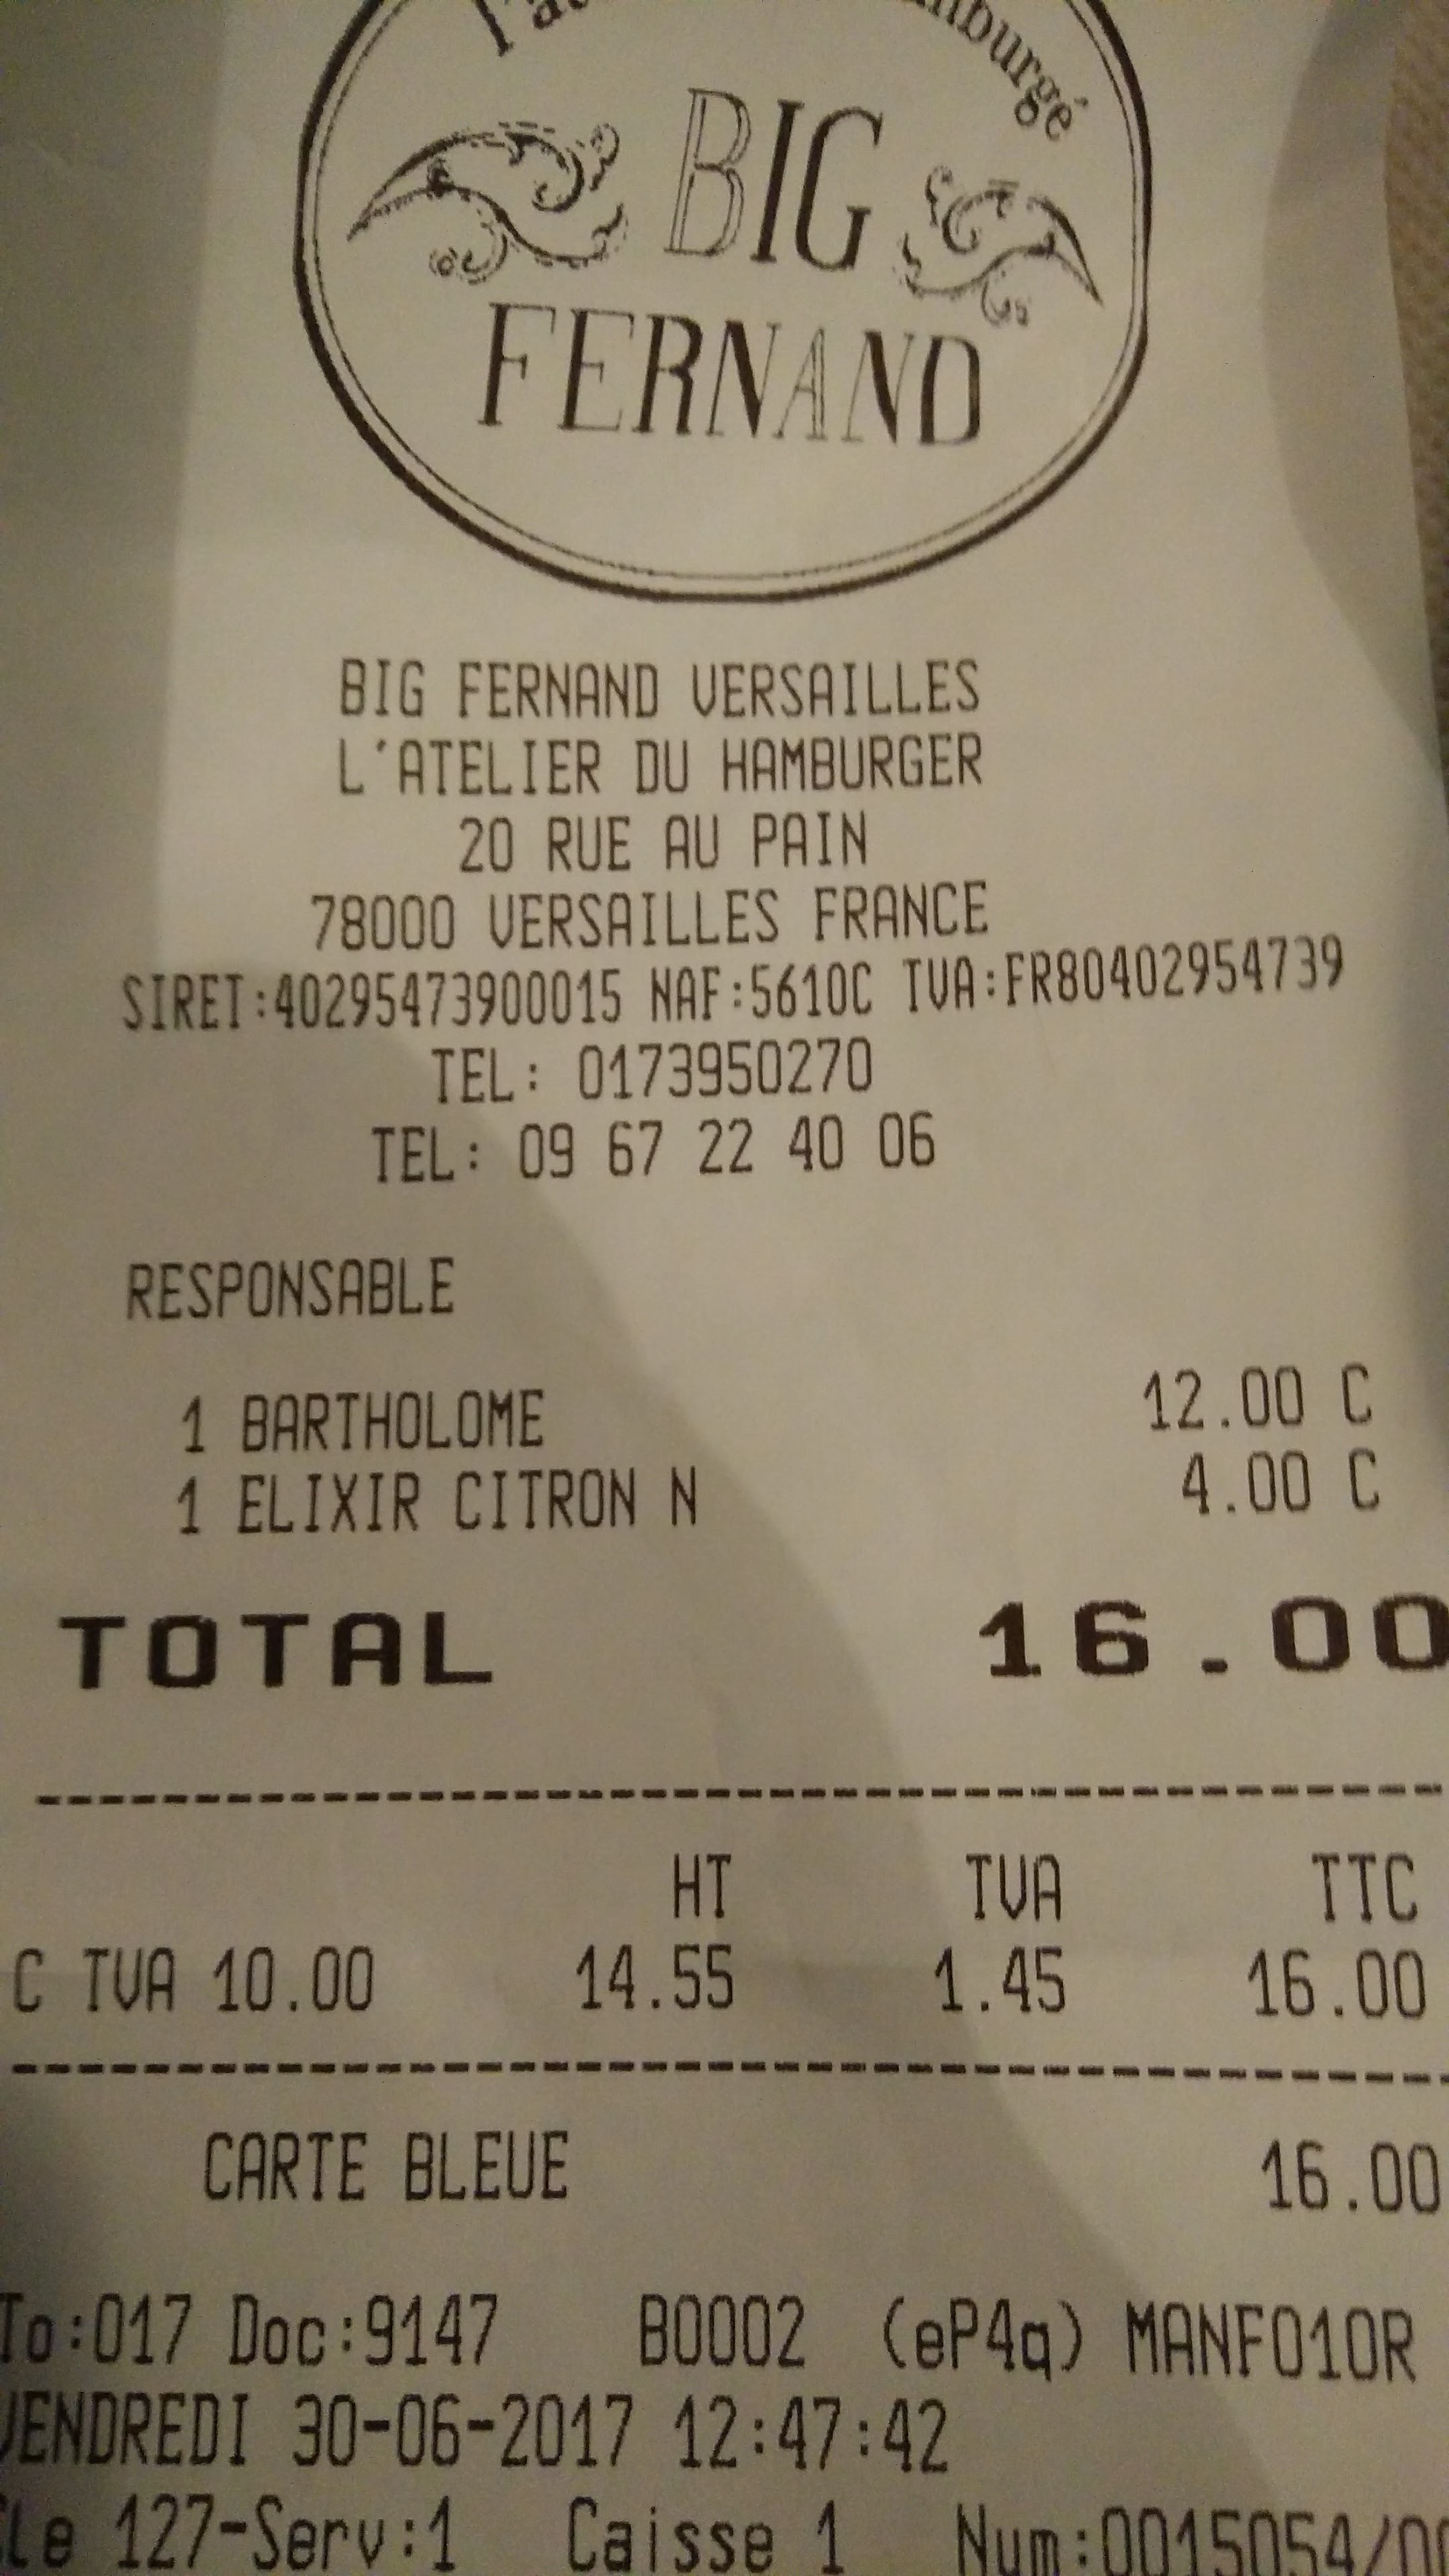 BIG
FERNAND
BIG FERNAND VERSAILLES
L'ATELIER DU HAMBURGER
20 RUE AU PAIN
78000 VERSAILLES FRANCE
SIRET:40295473900015 NAF:5610C TVA:FR80402954739
TEL: 0173950270
TEL: 09 67 22 40 06
RESPONSABLE
1 BARTHOLOME 12.00 C
1 ELIXIR CITRON N 4.00 C
TOTAL 16.00
HT TVA TTC
C TVA 10.00 14.55 1.45 16.00
CARTE BLEUE 16.00
To:017 Doc:9147 B0002 (eP4q) MANF010R
VENDREDI 30-06-2017 12:47:42
127-Serv:1 Caisse 1 Num:0015054/0